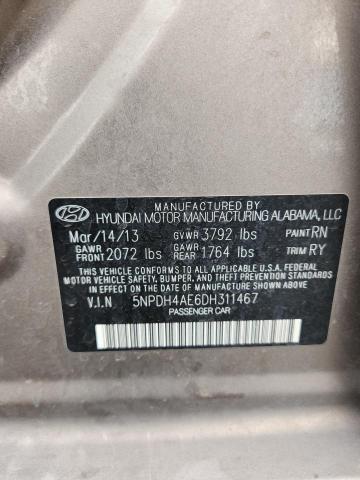 MANUFACTURED BY
HYUNDAI MOTOR MANUFACTURING ALABAMA, LLC
Mar/14/13 GVWR 3792 lbs PAINT RN
GAWR FRONT 2072 lbs GAWR REAR 1764 lbs TRIM RY
THIS VEHICLE CONFORMS TO ALL APPLICABLE U.S. FEDERAL
MOTOR VEHICLE SAFETY, BUMPER, AND THEFT PREVENTION
STANDARDS IN EFFECT ON THE DATE OF MANUFACTURE SHOWN ABOVE.
V.I.N 5NPDH4AE6DH311467
PASSENGER CAR